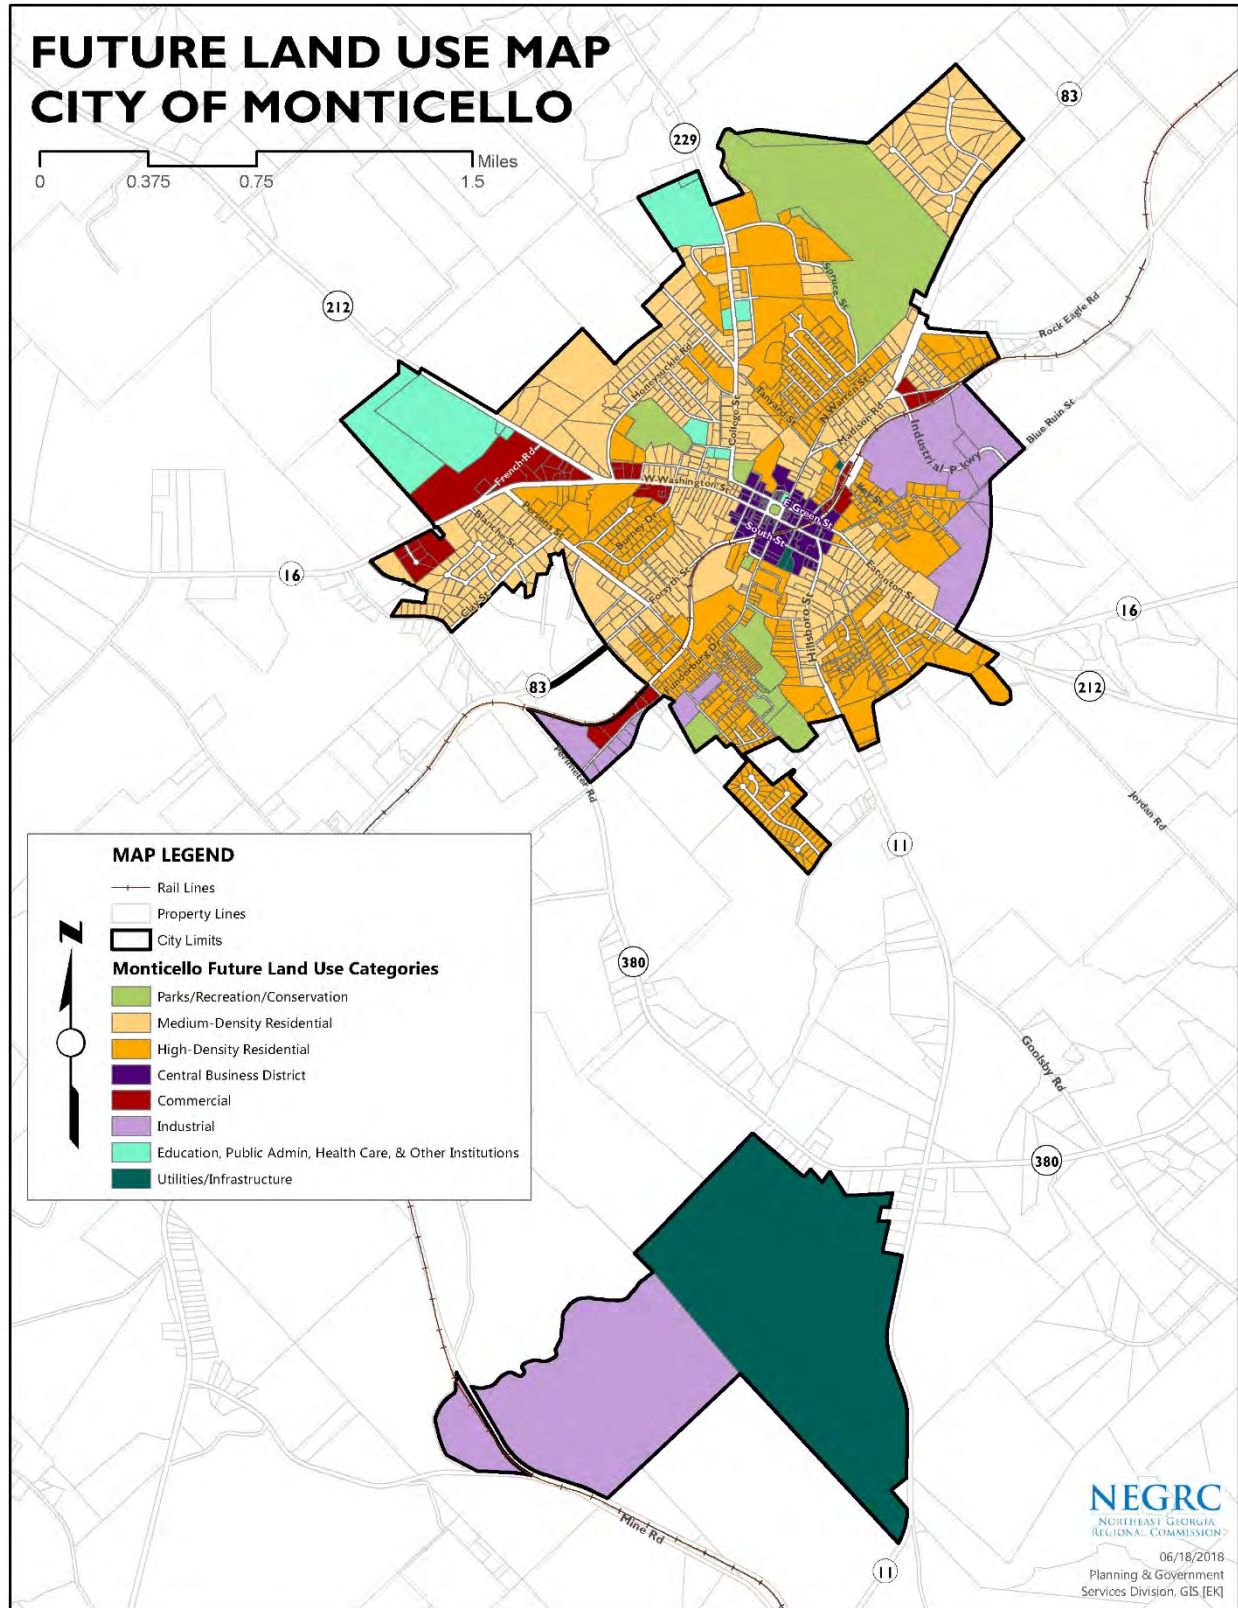 FUTURE LAND USE MAP
CITY OF MONTICELLO
Miles
0 0.375 0.75 1.5
83
229
212
Spruce St
Rock Eagle Rd
Honeysuckle Rd
Tanyard St
N Warren St
College St
Madison Rd
Industrial Pkwy
Blue Ruin St
French Rd
W Washington St
Key St
E Green St
South St
Persons St
Blanche St
Burney Dr
Forsyth St
Eatonton St
16
Clay St
Hillsboro St
16
Funderburg Dr
83
212
Perimeter Rd
Jordan Rd
11
MAP LEGEND
Rail Lines
Property Lines
City Limits
Monticello Future Land Use Categories
Parks/Recreation/Conservation
Medium-Density Residential
High-Density Residential
Central Business District
Commercial
Industrial
Education, Public Admin, Health Care, & Other Institutions
Utilities/Infrastructure
N
380
Goolsby Rd
380
Mine Rd
11
NEGRC
NORTHEAST GEORGIA
REGIONAL COMMISSION
06/18/2018
Planning & Government
Services Division, GIS [EK]